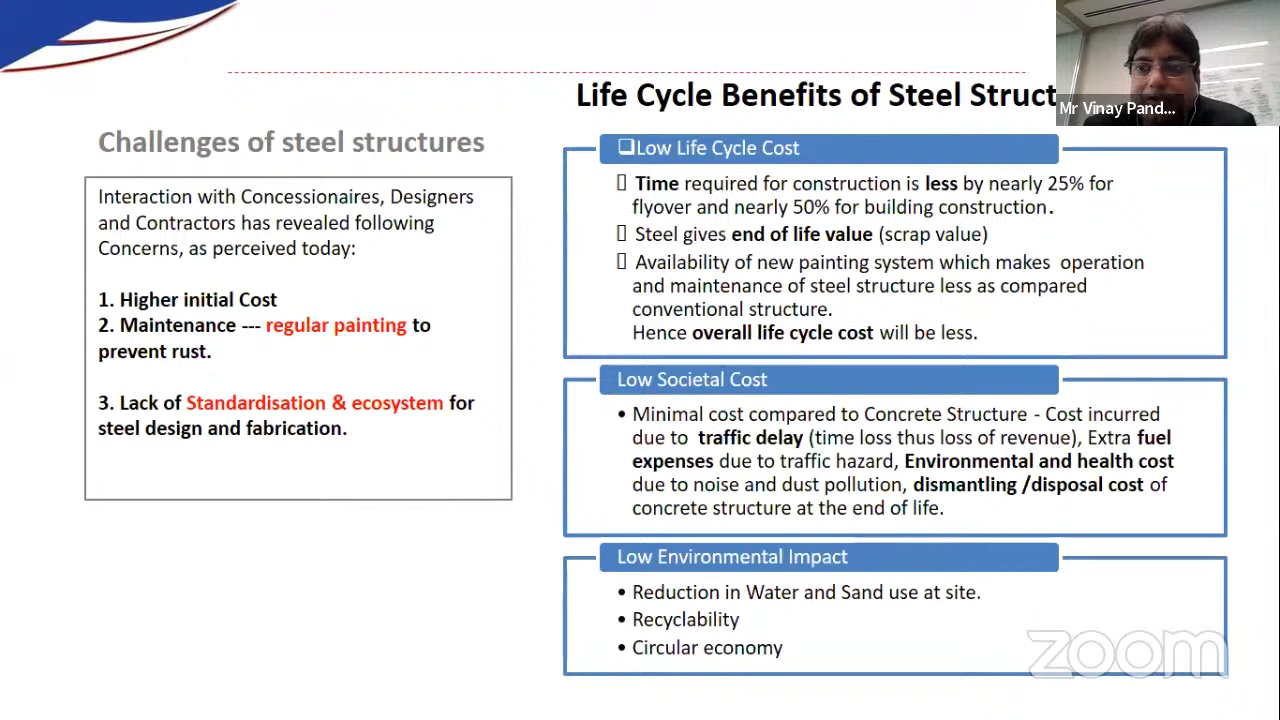 Life Cycle Benefits of Steel Struct
Mr Vinay Pand...
Challenges of steel structures
Interaction with Concessionaires, Designers
and Contractors has revealed following
Concerns, as perceived today:
1. Higher initial Cost
2. Maintenance --- regular painting to
prevent rust.
3. Lack of Standardisation & ecosystem for
steel design and fabrication.
❑Low Life Cycle Cost
Time required for construction is less by nearly 25% for
flyover and nearly 50% for building construction.
Steel gives end of life value (scrap value)
Availability of new painting system which makes operation
and maintenance of steel structure less as compared
conventional structure.
Hence overall life cycle cost will be less.
Low Societal Cost
• Minimal cost compared to Concrete Structure - Cost incurred
due to traffic delay (time loss thus loss of revenue), Extra fuel
expenses due to traffic hazard, Environmental and health cost
due to noise and dust pollution, dismantling /disposal cost of
concrete structure at the end of life.
Low Environmental Impact
• Reduction in Water and Sand use at site.
• Recyclability
• Circular economy
zoom